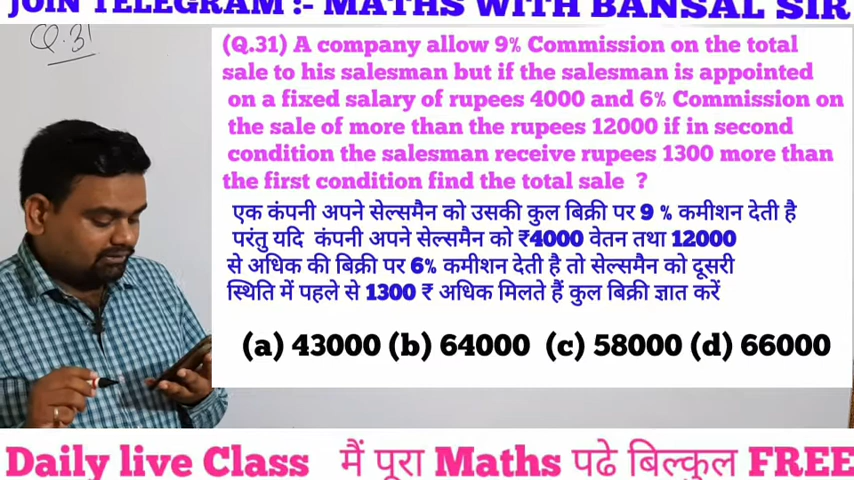 JOIN TELEGRAM :- MATHS WITH BANSAL SIR
Q.31
(Q.31) A company allow 9% Commission on the total
sale to his salesman but if the salesman is appointed
on a fixed salary of rupees 4000 and 6% Commission on
the sale of more than the rupees 12000 if in second
condition the salesman receive rupees 1300 more than
the first condition find the total sale ?
एक कंपनी अपने सेल्समैन को उसकी कुल बिक्री पर 9 % कमीशन देती है
परंतु यदि कंपनी अपने सेल्समैन को ₹4000 वेतन तथा 12000
से अधिक की बिक्री पर 6% कमीशन देती है तो सेल्समैन को दूसरी
स्थिति में पहले से 1300 ₹ अधिक मिलते हैं कुल बिक्री ज्ञात करें
(a) 43000 (b) 64000 (c) 58000 (d) 66000
Daily live Class में पूरा Maths पढे बिल्कुल FREE